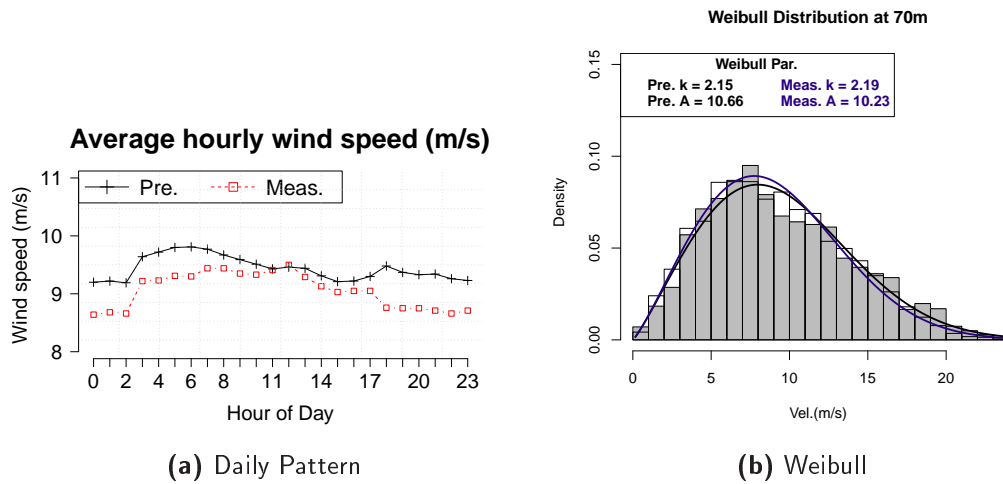 Average hourly wind speed (m/s)
Pre. Meas.
Wind speed (m/s)
11
10
9
8
0 2 4 6 8 11 14 17 20 23
Hour of Day
(a) Daily Pattern
Weibull Distribution at 70m
Weibull Par.
Pre. k = 2.15 Meas. k = 2.19
Pre. A = 10.66 Meas. A = 10.23
Density
0.15
0.10
0.05
0.00
0 5 10 15 20
Vel.(m/s)
(b) Weibull